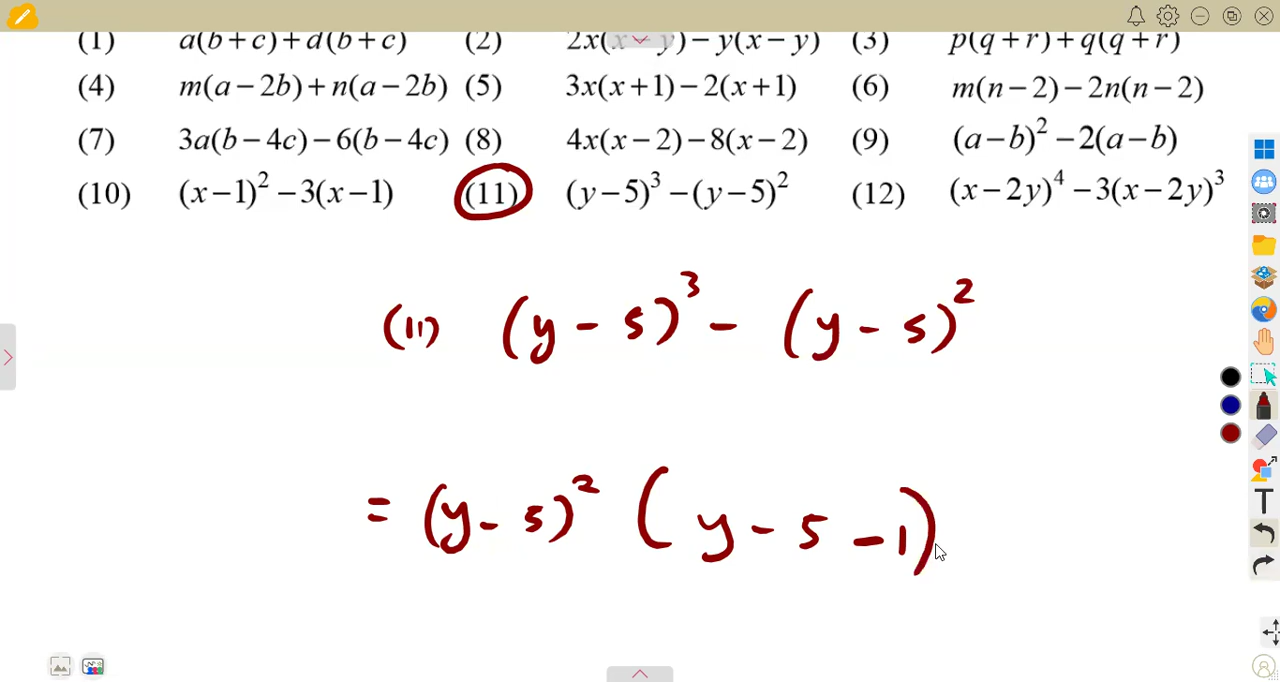 (1) a(b+c)+d(b+c) (2) 2x(x-y)-y(x-y) (3) p(q+r)+q(q+r)
(4) m(a-2b)+n(a-2b) (5) 3x(x+1)-2(x+1) (6) m(n-2)-2n(n-2)
(7) 3a(b-4c)-6(b-4c) (8) 4x(x-2)-8(x-2) (9) (a-b)² -2(a-b)
(10) (x-1)² -3(x-1) (11) (y-5)³ -(y-5)² (12) (x-2y)⁴ -3(x-2y)³
(11) (y - 5)³ - (y - 5)²
= (y - 5)² (y - 5 - 1)